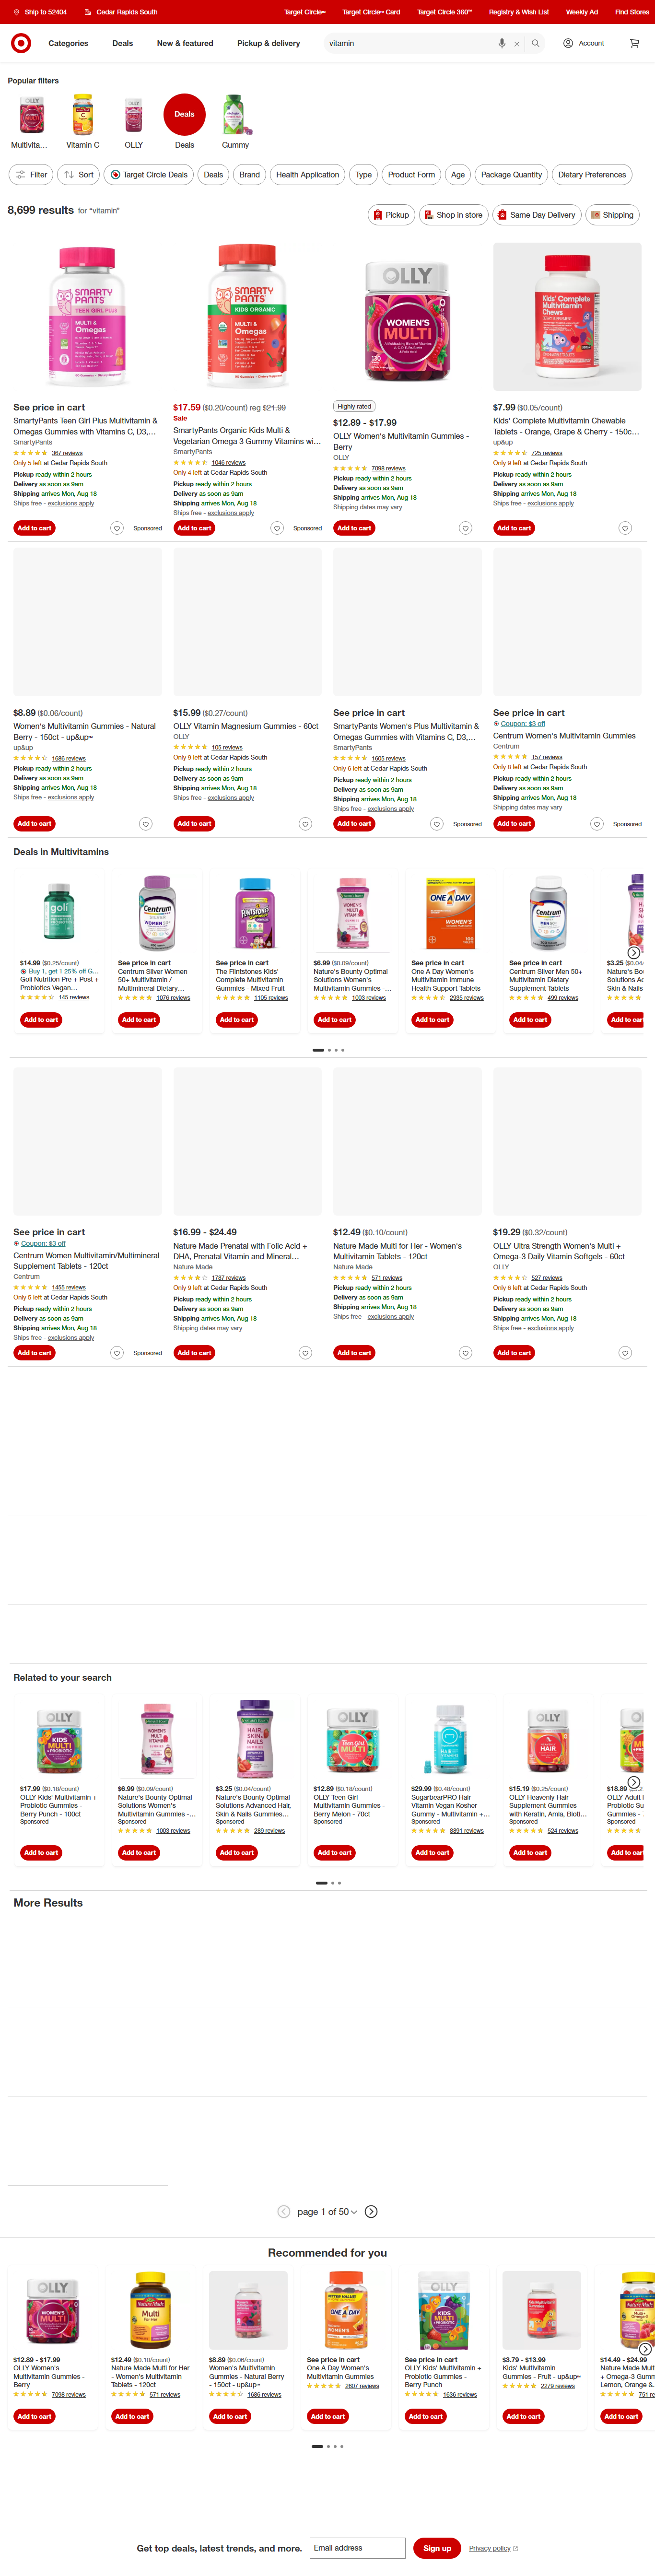 Ship to 52404
Cedar Rapids South
Target Circle™
Target Circle™ Card
Target Circle 360™
Registry & Wish List
Weekly Ad
Find Stores
Categories
Deals
New & featured
Pickup & delivery
vitamin
Account
Popular filters
Multivita...
Vitamin C
OLLY
Deals
Deals
Gummy
Filter
Sort
Target Circle Deals
Deals
Brand
Health Application
Type
Product Form
Age
Package Quantity
Dietary Preferences
8,699 results for “vitamin”
Pickup
Shop in store
Same Day Delivery
Shipping
See price in cart
SmartyPants Teen Girl Plus Multivitamin &
Omegas Gummies with Vitamins C, D3,...
SmartyPants
367 reviews
Only 5 left at Cedar Rapids South
Pickup ready within 2 hours
Delivery as soon as 9am
Shipping arrives Mon, Aug 18
Ships free - exclusions apply
Add to cart
Sponsored
$17.59 ($0.20/count) reg $21.99
Sale
SmartyPants Organic Kids Multi &
Vegetarian Omega 3 Gummy Vitamins wi...
SmartyPants
1046 reviews
Only 4 left at Cedar Rapids South
Pickup ready within 2 hours
Delivery as soon as 9am
Shipping arrives Mon, Aug 18
Ships free - exclusions apply
Add to cart
Sponsored
Highly rated
$12.89 - $17.99
OLLY Women's Multivitamin Gummies -
Berry
OLLY
7098 reviews
Pickup ready within 2 hours
Delivery as soon as 9am
Shipping arrives Mon, Aug 18
Shipping dates may vary
Add to cart
$7.99 ($0.05/count)
Kids' Complete Multivitamin Chewable
Tablets - Orange, Grape & Cherry - 150c...
up&up
725 reviews
Only 9 left at Cedar Rapids South
Pickup ready within 2 hours
Delivery as soon as 9am
Shipping arrives Mon, Aug 18
Ships free - exclusions apply
Add to cart
$8.89 ($0.06/count)
Women's Multivitamin Gummies - Natural
Berry - 150ct - up&up™
up&up
1686 reviews
Pickup ready within 2 hours
Delivery as soon as 9am
Shipping arrives Mon, Aug 18
Ships free - exclusions apply
Add to cart
$15.99 ($0.27/count)
OLLY Vitamin Magnesium Gummies - 60ct
OLLY
105 reviews
Only 9 left at Cedar Rapids South
Pickup ready within 2 hours
Delivery as soon as 9am
Shipping arrives Mon, Aug 18
Ships free - exclusions apply
Add to cart
See price in cart
SmartyPants Women's Plus Multivitamin &
Omegas Gummies with Vitamins C, D3,...
SmartyPants
1605 reviews
Only 6 left at Cedar Rapids South
Pickup ready within 2 hours
Delivery as soon as 9am
Shipping arrives Mon, Aug 18
Ships free - exclusions apply
Add to cart
Sponsored
See price in cart
Coupon: $3 off
Centrum Women's Multivitamin Gummies
Centrum
157 reviews
Only 8 left at Cedar Rapids South
Pickup ready within 2 hours
Delivery as soon as 9am
Shipping arrives Mon, Aug 18
Shipping dates may vary
Add to cart
Sponsored
Deals in Multivitamins
$14.99 ($0.25/count)
Buy 1, get 1 25% off G...
Goli Nutrition Pre + Post +
Probiotics Vegan...
145 reviews
Add to cart
See price in cart
Centrum Silver Women
50+ Multivitamin /
Multimineral Dietary...
1076 reviews
Add to cart
See price in cart
The Flintstones Kids'
Complete Multivitamin
Gummies - Mixed Fruit
1105 reviews
Add to cart
$6.99 ($0.09/count)
Nature's Bounty Optimal
Solutions Women's
Multivitamin Gummies -...
1003 reviews
Add to cart
See price in cart
One A Day Women's
Multivitamin Immune
Health Support Tablets
2935 reviews
Add to cart
See price in cart
Centrum Silver Men 50+
Multivitamin Dietary
Supplement Tablets
499 reviews
Add to cart
$3.25 ($0.04/
Nature's Bo
Solutions Ad
Skin & Nails
Add to car
See price in cart
Coupon: $3 off
Centrum Women Multivitamin/Multimineral
Supplement Tablets - 120ct
Centrum
1455 reviews
Only 5 left at Cedar Rapids South
Pickup ready within 2 hours
Delivery as soon as 9am
Shipping arrives Mon, Aug 18
Ships free - exclusions apply
Add to cart
Sponsored
$16.99 - $24.49
Nature Made Prenatal with Folic Acid +
DHA, Prenatal Vitamin and Mineral...
Nature Made
1787 reviews
Only 9 left at Cedar Rapids South
Pickup ready within 2 hours
Delivery as soon as 9am
Shipping arrives Mon, Aug 18
Shipping dates may vary
Add to cart
$12.49 ($0.10/count)
Nature Made Multi for Her - Women's
Multivitamin Tablets - 120ct
Nature Made
571 reviews
Pickup ready within 2 hours
Delivery as soon as 9am
Shipping arrives Mon, Aug 18
Ships free - exclusions apply
Add to cart
$19.29 ($0.32/count)
OLLY Ultra Strength Women's Multi +
Omega-3 Daily Vitamin Softgels - 60ct
OLLY
527 reviews
Only 6 left at Cedar Rapids South
Pickup ready within 2 hours
Delivery as soon as 9am
Shipping arrives Mon, Aug 18
Ships free - exclusions apply
Add to cart
Related to your search
$17.99 ($0.18/count)
OLLY Kids' Multivitamin +
Probiotic Gummies -
Berry Punch - 100ct
Sponsored
Add to cart
$6.99 ($0.09/count)
Nature's Bounty Optimal
Solutions Women's
Multivitamin Gummies -...
Sponsored
1003 reviews
Add to cart
$3.25 ($0.04/count)
Nature's Bounty Optimal
Solutions Advanced Hair,
Skin & Nails Gummies...
Sponsored
289 reviews
Add to cart
$12.89 ($0.18/count)
OLLY Teen Girl
Multivitamin Gummies -
Berry Melon - 70ct
Sponsored
Add to cart
$29.99 ($0.48/count)
SugarbearPRO Hair
Vitamin Vegan Kosher
Gummy - Multivitamin +...
Sponsored
8891 reviews
Add to cart
$15.19 ($0.25/count)
OLLY Heavenly Hair
Supplement Gummies
with Keratin, Amla, Bioti...
Sponsored
524 reviews
Add to cart
$18.89
OLLY Adult
Probiotic Su
Gummies -
Sponsored
Add to car
More Results
page 1 of 50
Recommended for you
$12.89 - $17.99
OLLY Women's
Multivitamin Gummies -
Berry
7098 reviews
Add to cart
$12.49 ($0.10/count)
Nature Made Multi for Her
- Women's Multivitamin
Tablets - 120ct
571 reviews
Add to cart
$8.89 ($0.06/count)
Women's Multivitamin
Gummies - Natural Berry
- 150ct - up&up™
1686 reviews
Add to cart
See price in cart
One A Day Women's
Multivitamin Gummies
2607 reviews
Add to cart
See price in cart
OLLY Kids' Multivitamin +
Probiotic Gummies -
Berry Punch
1636 reviews
Add to cart
$3.79 - $13.99
Kids' Multivitamin
Gummies - Fruit - up&up™
2279 reviews
Add to cart
$14.49 - $24.99
Nature Made Mult
+ Omega-3 Gumm
Lemon, Orange &
751 re
Add to cart
Get top deals, latest trends, and more.
Email address
Sign up
Privacy policy